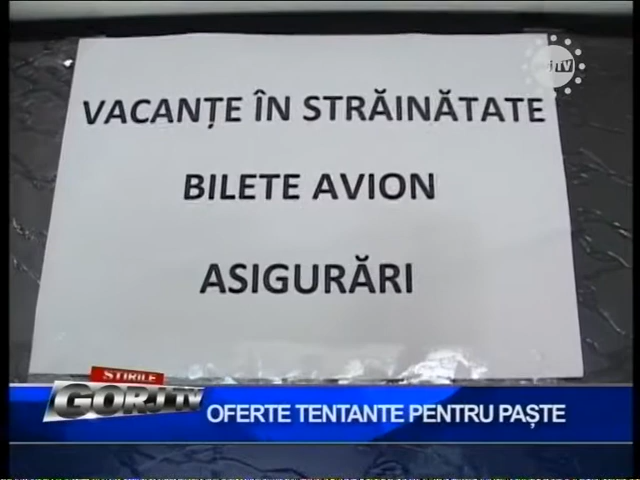 VACANȚE ÎN STRĂINĂTATE
BILETE AVION
ASIGURĂRI
ȘTIRILE
GORJ TV
OFERTE TENTANTE PENTRU PAȘTE